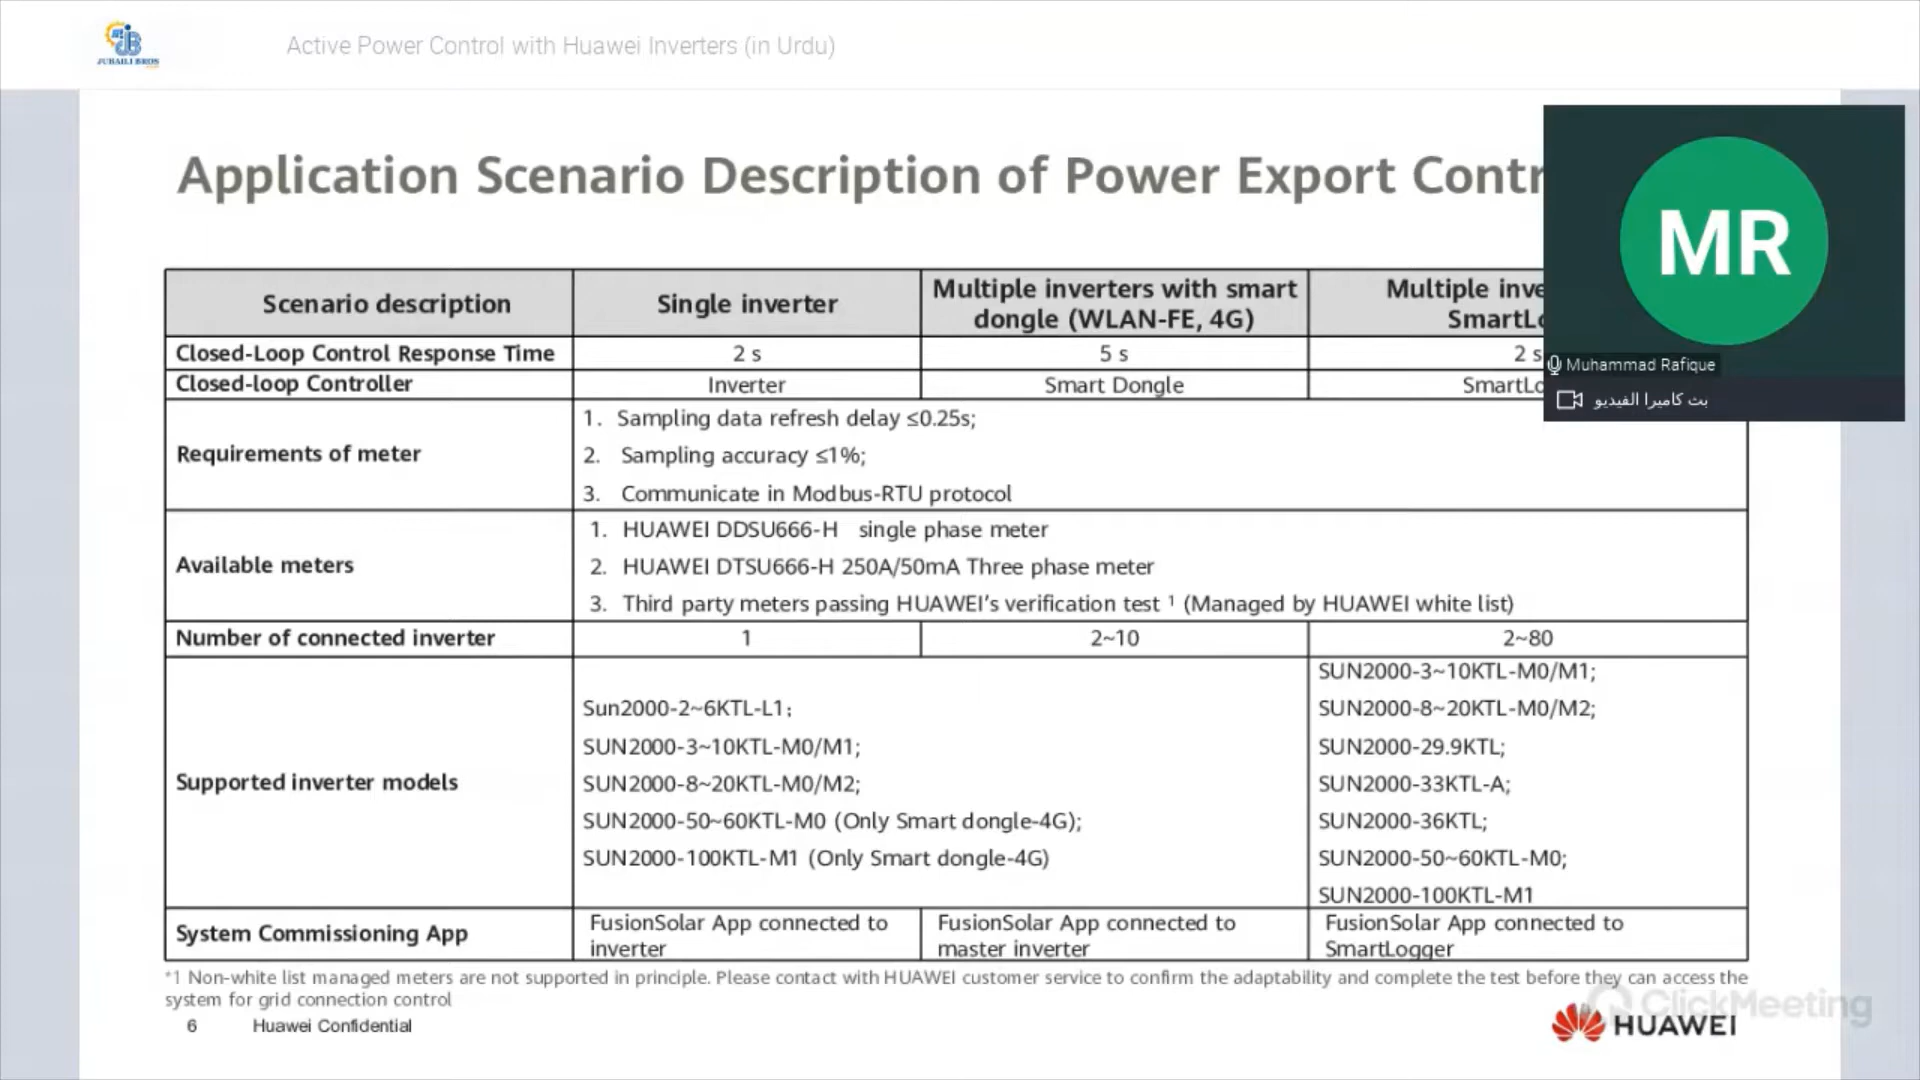 JUBAILI BROS
Active Power Control with Huawei Inverters (in Urdu)
Application Scenario Description of Power Export Contr
MR
Muhammad Rafique
بث كاميرا الفيديو
Scenario description
Single inverter
Multiple inverters with smart
dongle (WLAN-FE, 4G)
Multiple inve
SmartLo
Closed-Loop Control Response Time
2 s
5 s
2 s
Closed-loop Controller
Inverter
Smart Dongle
SmartLo
Requirements of meter
1. Sampling data refresh delay ≤0.25s;
2. Sampling accuracy ≤1%;
3. Communicate in Modbus-RTU protocol
Available meters
1. HUAWEI DDSU666-H single phase meter
2. HUAWEI DTSU666-H 250A/50mA Three phase meter
3. Third party meters passing HUAWEI’s verification test ¹ (Managed by HUAWEI white list)
Number of connected inverter
1
2~10
2~80
Supported inverter models
Sun2000-2~6KTL-L1;
SUN2000-3~10KTL-M0/M1;
SUN2000-8~20KTL-M0/M2;
SUN2000-50~60KTL-M0 (Only Smart dongle-4G);
SUN2000-100KTL-M1 (Only Smart dongle-4G)
SUN2000-3~10KTL-M0/M1;
SUN2000-8~20KTL-M0/M2;
SUN2000-29.9KTL;
SUN2000-33KTL-A;
SUN2000-36KTL;
SUN2000-50~60KTL-M0;
SUN2000-100KTL-M1
System Commissioning App
FusionSolar App connected to
inverter
FusionSolar App connected to
master inverter
FusionSolar App connected to
SmartLogger
*1 Non-white list managed meters are not supported in principle. Please contact with HUAWEI customer service to confirm the adaptability and complete the test before they can access the
system for grid connection control
6 Huawei Confidential
ClickMeeting
HUAWEI